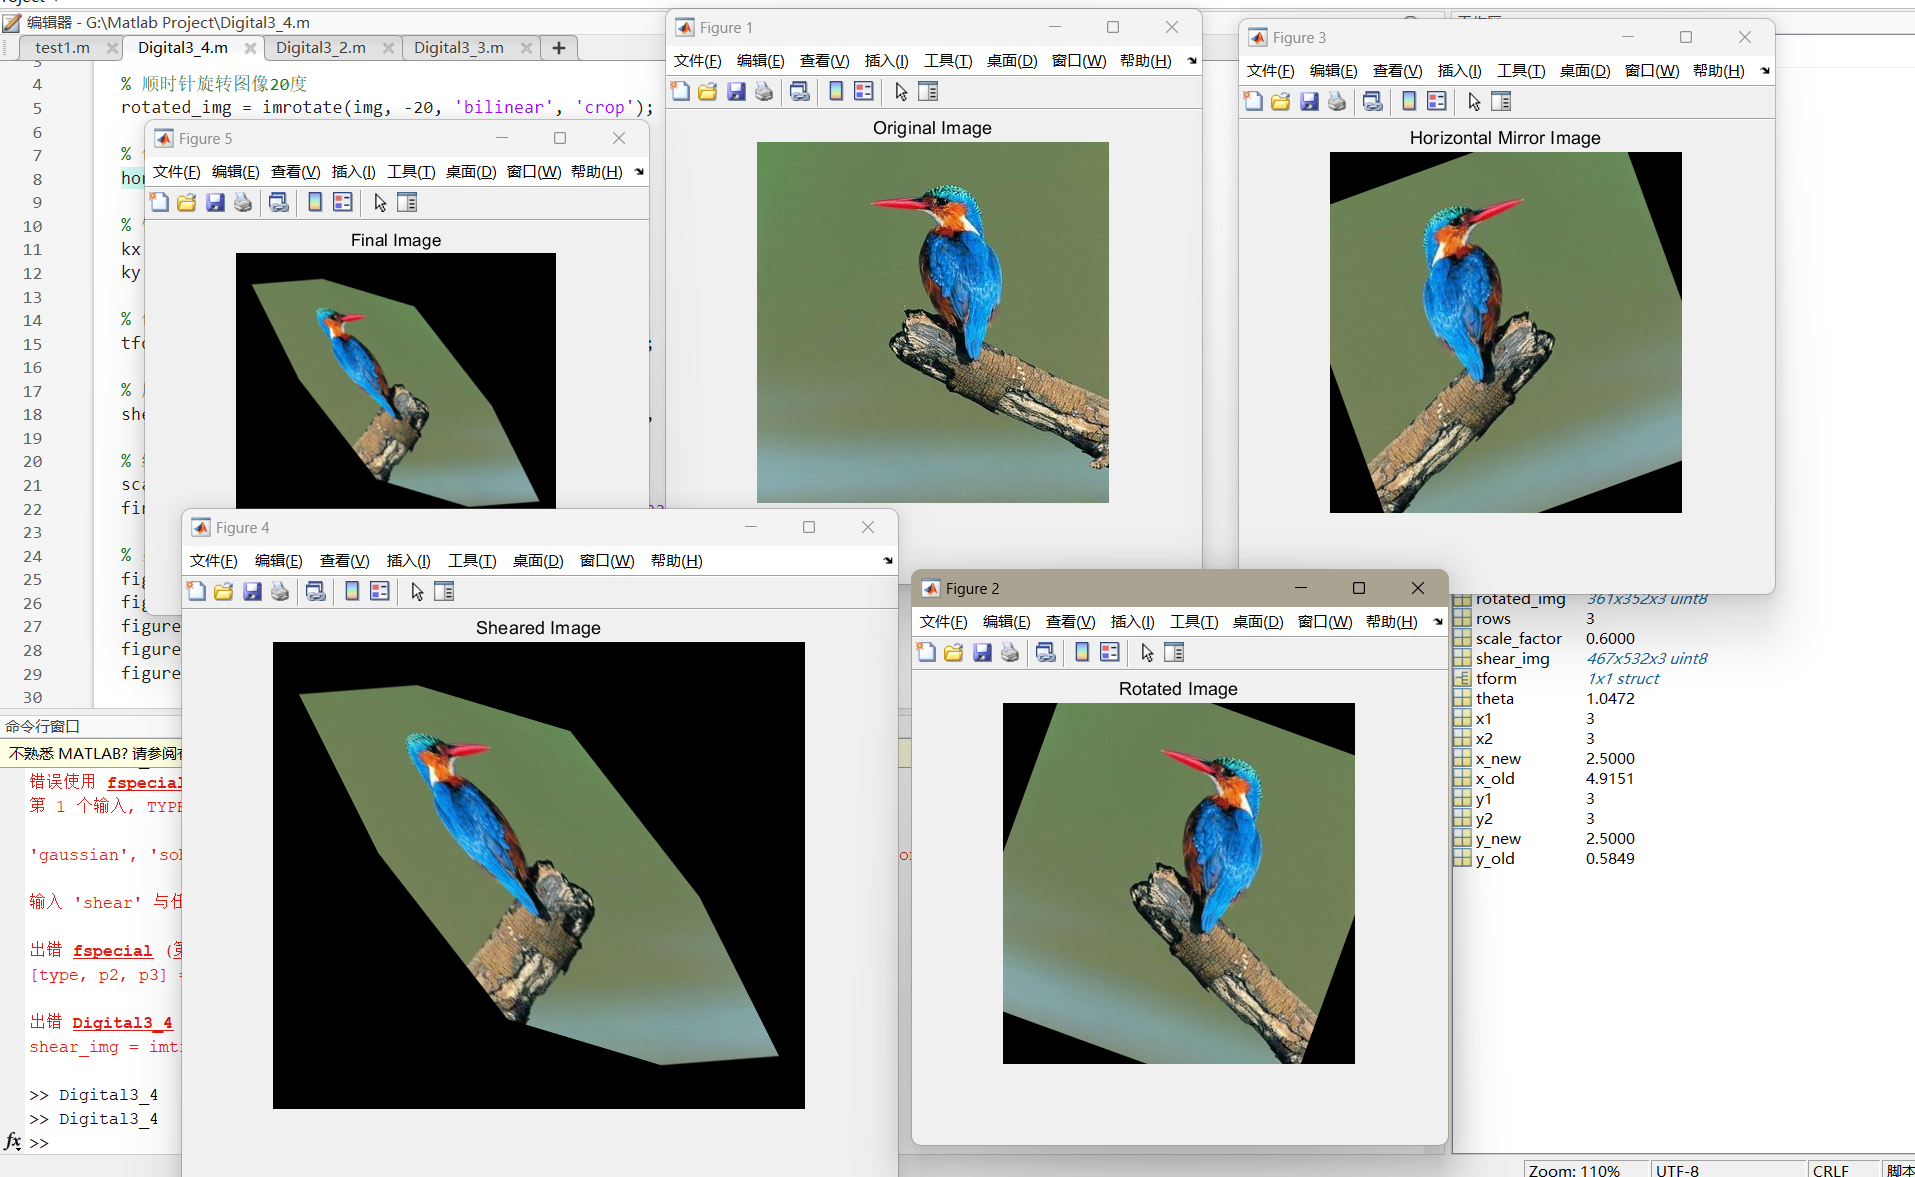 编辑器 - G:\Matlab Project\Digital3_4.m
test1.m
Digital3_4.m
Digital3_2.m
Digital3_3.m
4 % 顺时针旋转图像20度
5 rotated_img = imrotate(img, -20, 'bilinear', 'crop');
6
7 %
8
9
10 %
11 kx
12 ky
13
14 %
15
16
17 %
18
19
20 %
21
22
23
24 %
25
26
27 figure
28 figure
29 figure
30
Figure 5
文件(F) 编辑(E) 查看(V) 插入(I) 工具(T) 桌面(D) 窗口(W) 帮助(H)
Final Image
Figure 1
文件(F) 编辑(E) 查看(V) 插入(I) 工具(T) 桌面(D) 窗口(W) 帮助(H)
Original Image
Figure 3
文件(F) 编辑(E) 查看(V) 插入(I) 工具(T) 桌面(D) 窗口(W) 帮助(H)
Horizontal Mirror Image
Figure 4
文件(F) 编辑(E) 查看(V) 插入(I) 工具(T) 桌面(D) 窗口(W) 帮助(H)
Sheared Image
Figure 2
文件(F) 编辑(E) 查看(V) 插入(I) 工具(T) 桌面(D) 窗口(W) 帮助(H)
Rotated Image
rotated_img 361x352x3 uint8
rows 3
scale_factor 0.6000
shear_img 467x532x3 uint8
tform 1x1 struct
theta 1.0472
x1 3
x2 3
x_new 2.5000
x_old 4.9151
y1 3
y2 3
y_new 2.5000
y_old 0.5849
命令行窗口
不熟悉 MATLAB? 请参阅
错误使用 fspecial
第 1 个输入, TYPE
'gaussian',
输入 'shear' 与
出错 fspecial
[type, p2, p3] =
出错 Digital3_4
shear_img =
>> Digital3_4
>> Digital3_4
fx >>
Zoom: 110% UTF-8 CRLF 脚本